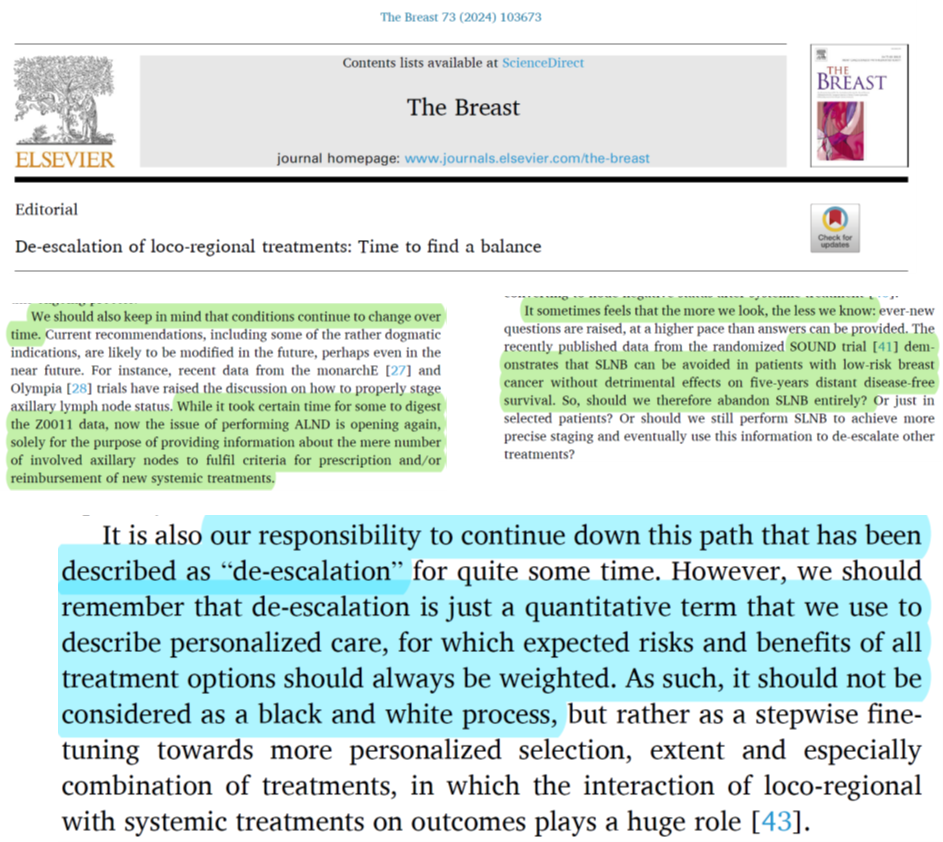 The Breast 73 (2024) 103673
Contents lists available at ScienceDirect
The Breast
journal homepage: www.journals.elsevier.com/the-breast
ELSEVIER
THE
BREAST
Editorial
De-escalation of loco-regional treatments: Time to find a balance
Check for
updates
We should also keep in mind that conditions continue to change over
time. Current recommendations, including some of the rather dogmatic
indications, are likely to be modified in the future, perhaps even in the
near future. For instance, recent data from the monarchE [27] and
Olympia [28] trials have raised the discussion on how to properly stage
axillary lymph node status. While it took certain time for some to digest
the Z0011 data, now the issue of performing ALND is opening again,
solely for the purpose of providing information about the mere number
of involved axillary nodes to fulfil criteria for prescription and/or
reimbursement of new systemic treatments.
It sometimes feels that the more we look, the less we know: ever-new
questions are raised, at a higher pace than answers can be provided. The
recently published data from the randomized SOUND trial [41] dem-
onstrates that SLNB can be avoided in patients with low-risk breast
cancer without detrimental effects on five-years distant disease-free
survival. So, should we therefore abandon SLNB entirely? Or just in
selected patients? Or should we still perform SLNB to achieve more
precise staging and eventually use this information to de-escalate other
treatments?
It is also our responsibility to continue down this path that has been
described as “de-escalation” for quite some time. However, we should
remember that de-escalation is just a quantitative term that we use to
describe personalized care, for which expected risks and benefits of all
treatment options should always be weighted. As such, it should not be
considered as a black and white process, but rather as a stepwise fine-
tuning towards more personalized selection, extent and especially
combination of treatments, in which the interaction of loco-regional
with systemic treatments on outcomes plays a huge role [43].